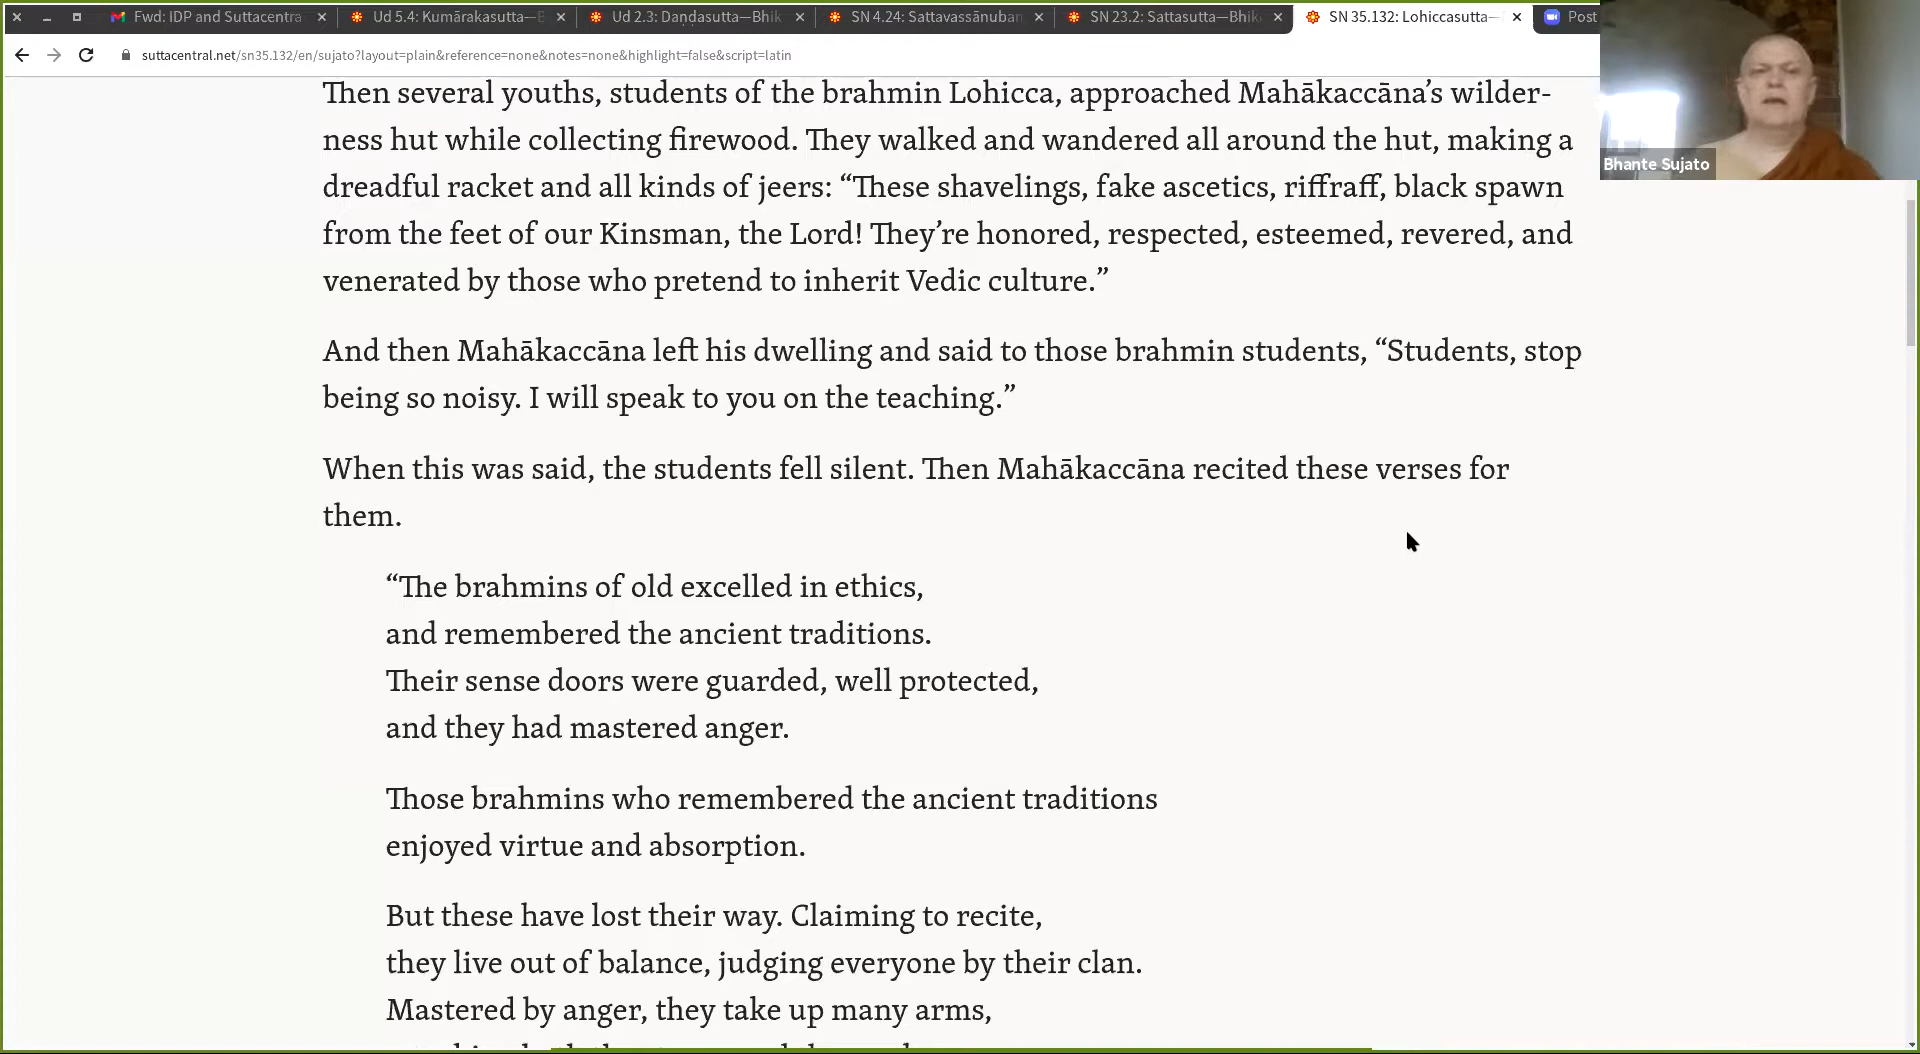 Fwd: IDP and Suttacentra
Ud 5.4: Kumārakasutta—B
Ud 2.3: Daṇḍasutta—Bhik
SN 4.24: Sattavassānuban
SN 23.2: Sattasutta—Bhik
SN 35.132: Lohiccasutta—
Post
suttacentral.net/sn35.132/en/sujato?layout=plain&reference=none&notes=none&highlight=false&script=latin
Bhante Sujato
Then several youths, students of the brahmin Lohicca, approached Mahākaccāna’s wilder-
ness hut while collecting firewood. They walked and wandered all around the hut, making a
dreadful racket and all kinds of jeers: “These shavelings, fake ascetics, riffraff, black spawn
from the feet of our Kinsman, the Lord! They’re honored, respected, esteemed, revered, and
venerated by those who pretend to inherit Vedic culture.”
And then Mahākaccāna left his dwelling and said to those brahmin students, “Students, stop
being so noisy. I will speak to you on the teaching.”
When this was said, the students fell silent. Then Mahākaccāna recited these verses for
them.
“The brahmins of old excelled in ethics,
and remembered the ancient traditions.
Their sense doors were guarded, well protected,
and they had mastered anger.
Those brahmins who remembered the ancient traditions
enjoyed virtue and absorption.
But these have lost their way. Claiming to recite,
they live out of balance, judging everyone by their clan.
Mastered by anger, they take up many arms,